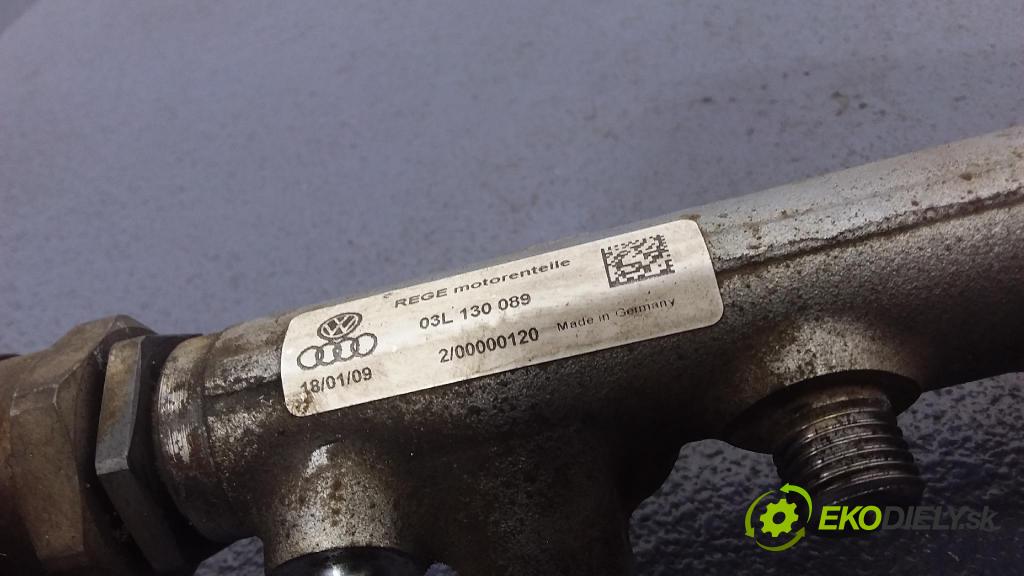 REGE motorenteile
03L 130 089
2/00000120 Made in Germany
18/01/09
EKODIELY.sk